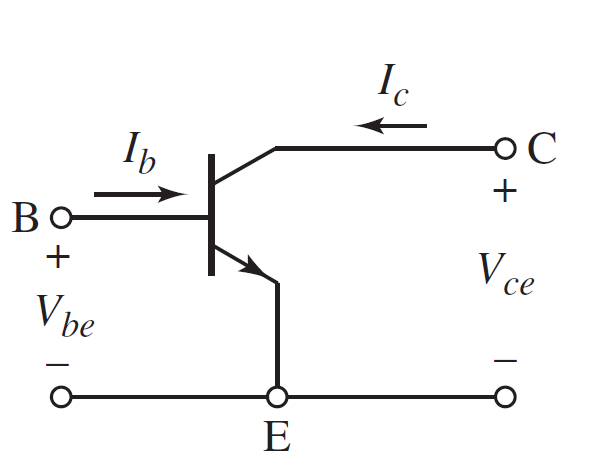 I_c
I_b
C
B
+
+
V_be
V_ce
–
–
E